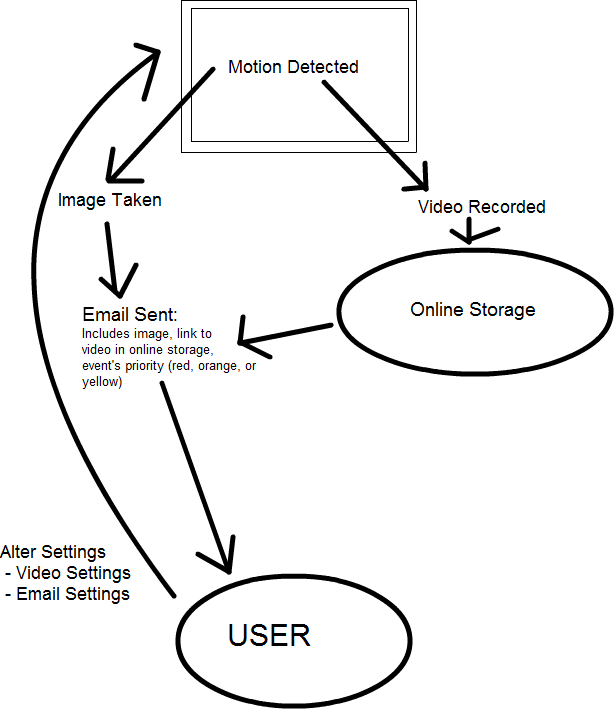 Motion Detected
Image Taken
Video Recorded
Online Storage
Email Sent:
Includes image, link to
video in online storage,
event's priority (red, orange, or
yellow)
Alter Settings
- Video Settings
- Email Settings
USER